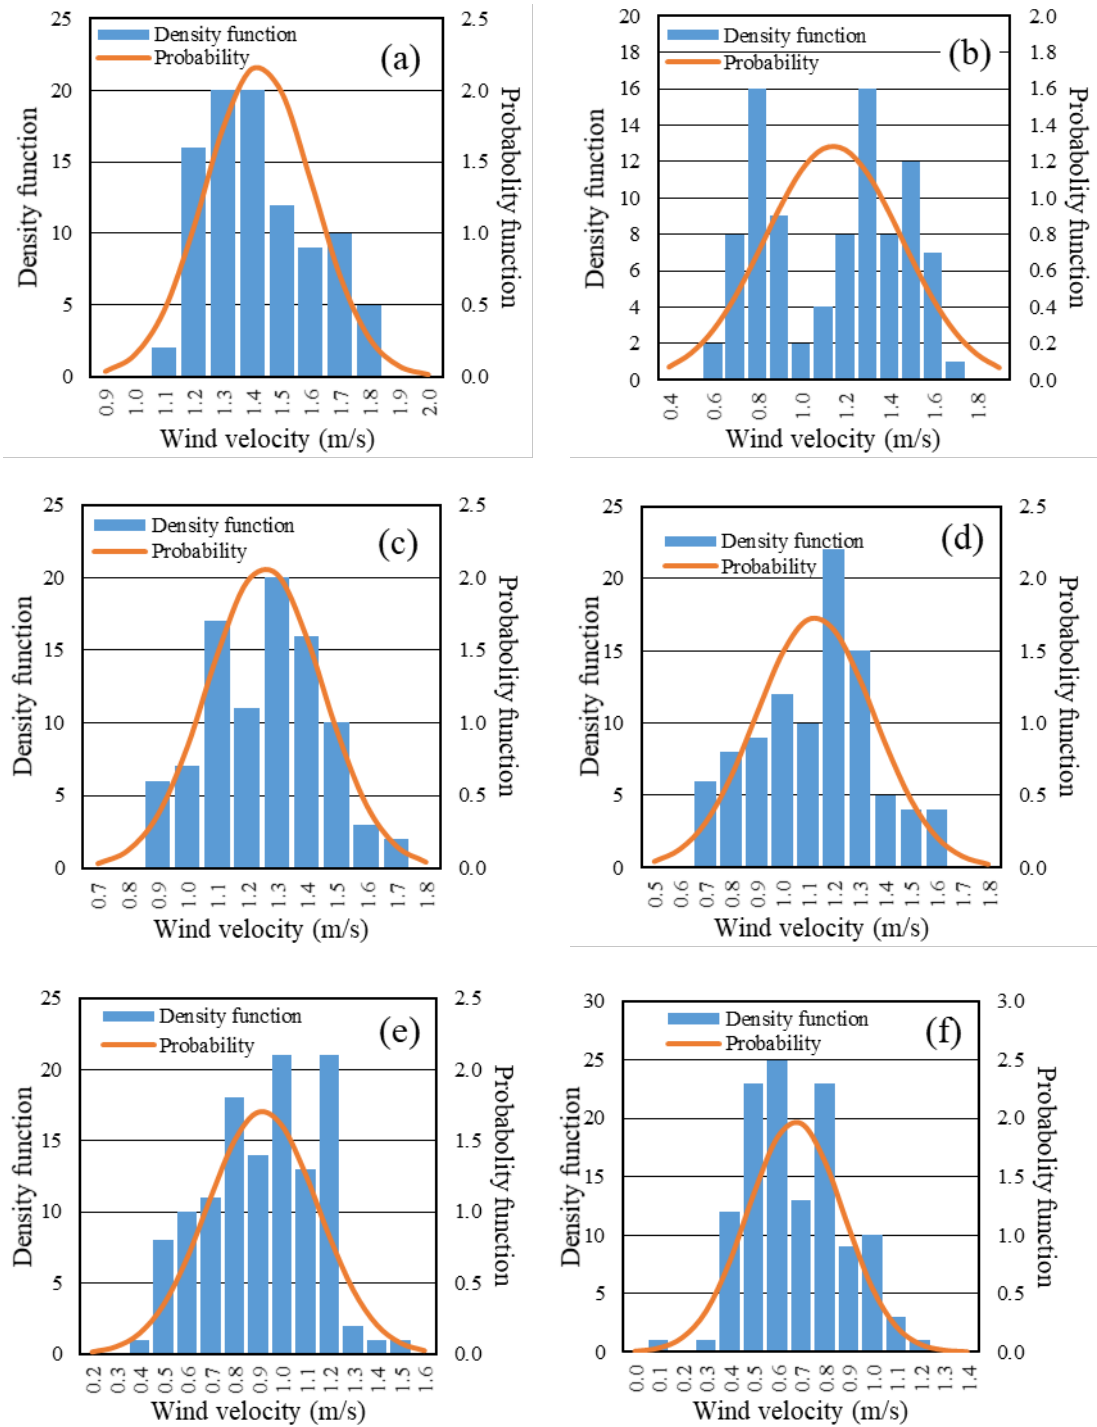 (a)
Density function
Probability
25
20
15
10
5
0
2.5
2.0
1.5
1.0
0.5
0.0
Density function
Probabolity function
0.9 1.0 1.1 1.2 1.3 1.4 1.5 1.6 1.7 1.8 1.9 2.0
Wind velocity (m/s)
(b)
Density function
Probability
20
18
16
14
12
10
8
6
4
2
0
2.0
1.8
1.6
1.4
1.2
1.0
0.8
0.6
0.4
0.2
0.0
Density function
Probabolity function
0.4 0.6 0.8 1.0 1.2 1.4 1.6 1.8
Wind velocity (m/s)
(c)
Density function
Probability
25
20
15
10
5
0
2.5
2.0
1.5
1.0
0.5
0.0
Density function
Probabolity function
0.7 0.8 0.9 1.0 1.1 1.2 1.3 1.4 1.5 1.6 1.7 1.8
Wind velocity (m/s)
(d)
Density function
Probability
25
20
15
10
5
0
2.5
2.0
1.5
1.0
0.5
0.0
Density function
Probabolity function
0.5 0.6 0.7 0.8 0.9 1.0 1.1 1.2 1.3 1.4 1.5 1.6 1.7 1.8
Wind velocity (m/s)
(e)
Density function
Probability
25
20
15
10
5
0
2.5
2.0
1.5
1.0
0.5
0.0
Density function
Probabolity function
0.2 0.3 0.4 0.5 0.6 0.7 0.8 0.9 1.0 1.1 1.2 1.3 1.4 1.5 1.6
Wind velocity (m/s)
(f)
Density function
Probability
30
25
20
15
10
5
0
3.0
2.5
2.0
1.5
1.0
0.5
0.0
Density function
Probabolity function
0.0 0.1 0.2 0.3 0.4 0.5 0.6 0.7 0.8 0.9 1.0 1.1 1.2 1.3 1.4
Wind velocity (m/s)